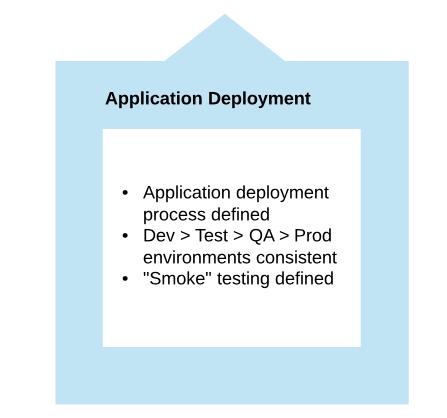 Application Deployment
• Application deployment
process defined
• Dev > Test > QA > Prod
environments consistent
• "Smoke" testing defined